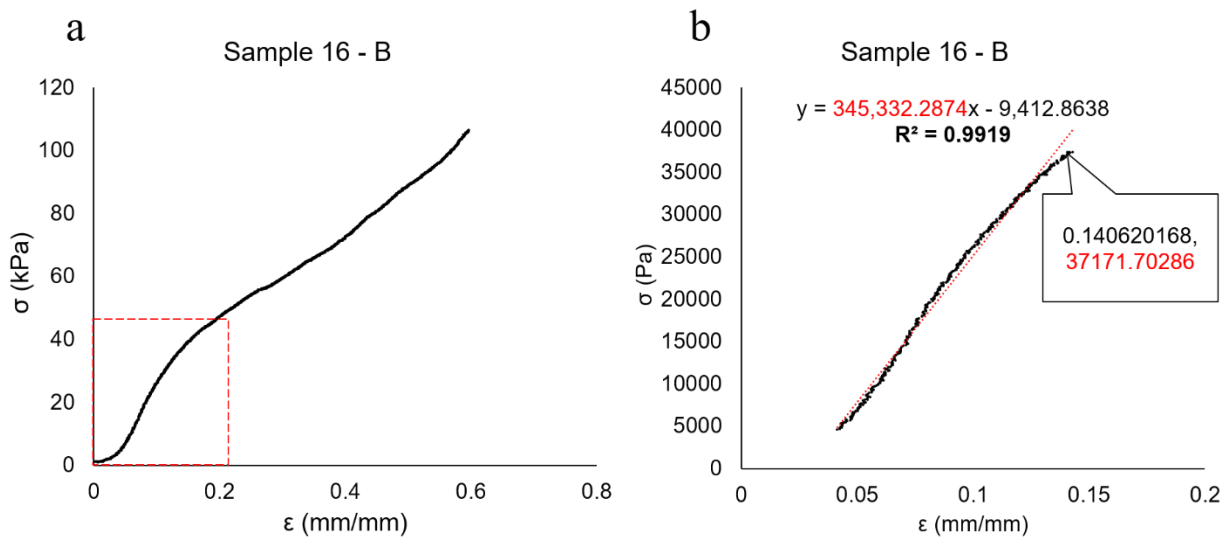 a
Sample 16 - B
120
100
80
60
40
20
0
σ (kPa)
0 0.2 0.4 0.6 0.8
ε (mm/mm)
b
Sample 16 - B
y = 345,332.2874x - 9,412.8638
R² = 0.9919
45000
40000
35000
30000
25000
20000
15000
10000
5000
0
σ (Pa)
0.140620168,
37171.70286
0 0.05 0.1 0.15 0.2
ε (mm/mm)